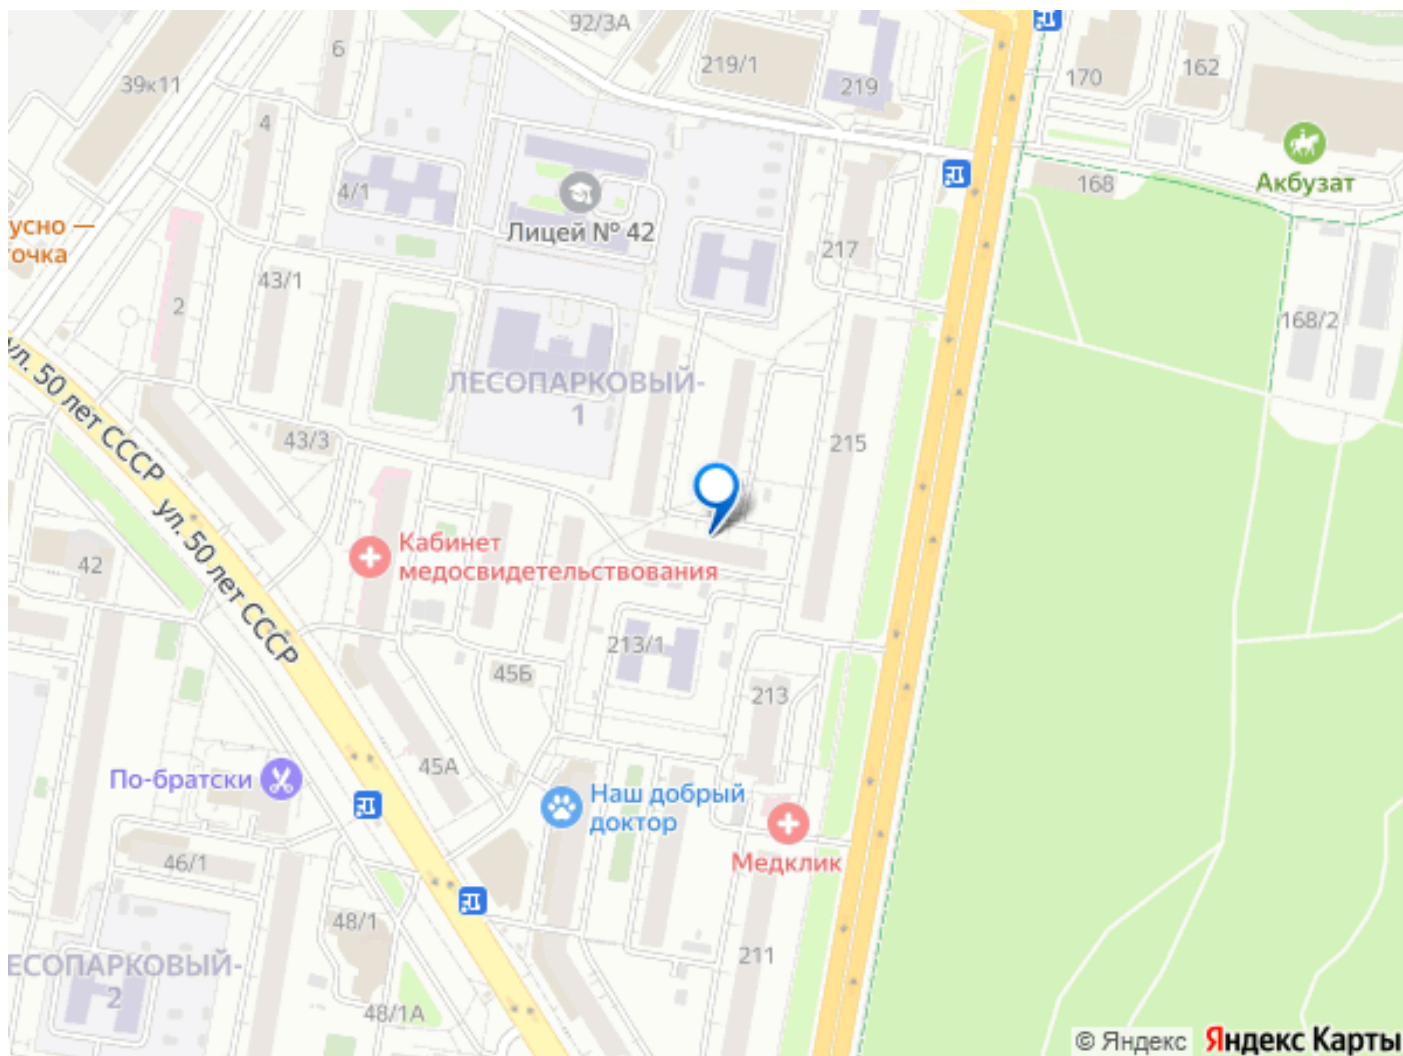 92/3А
6
219/1
170
162
39к11
219
4
Акбузат
4/1
168
Лицей № 42
усно —
очка
217
43/1
2
168/2
ул. 50 лет СССР
ЛЕСОПАРКОВЫЙ-
1
43/3
215
ул. 50 лет СССР
Кабинет
медосвидетельствования
42
213/1
45Б
213
45А
По-братски
Наш добрый
доктор
46/1
Медклик
48/1
211
ЕСОПАРКОВЫЙ-
2
48/1А
© Яндекс
Яндекс Карты